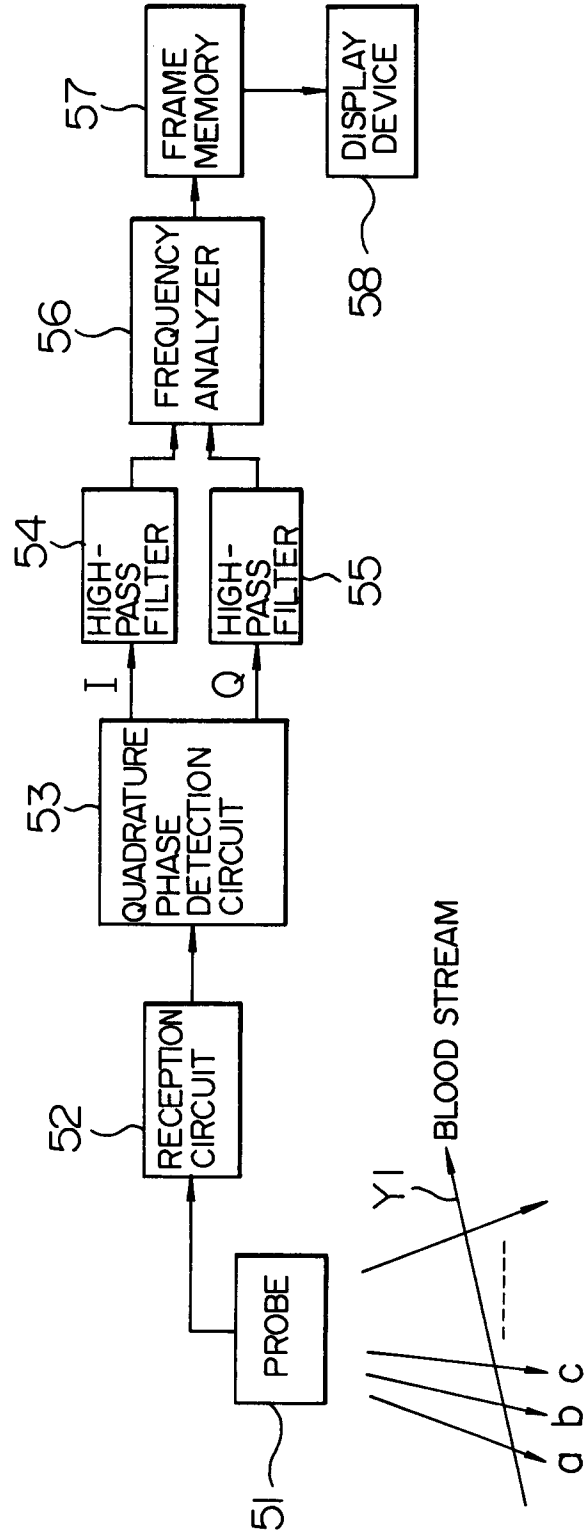 51
PROBE
52
RECEPTION
CIRCUIT
53
QUADRATURE
PHASE
DETECTION
CIRCUIT
I
Q
54
HIGH-
PASS
FILTER
HIGH-
PASS
FILTER
55
56
FREQUENCY
ANALYZER
57
FRAME
MEMORY
DISPLAY
DEVICE
58
a b c
Y1
BLOOD STREAM